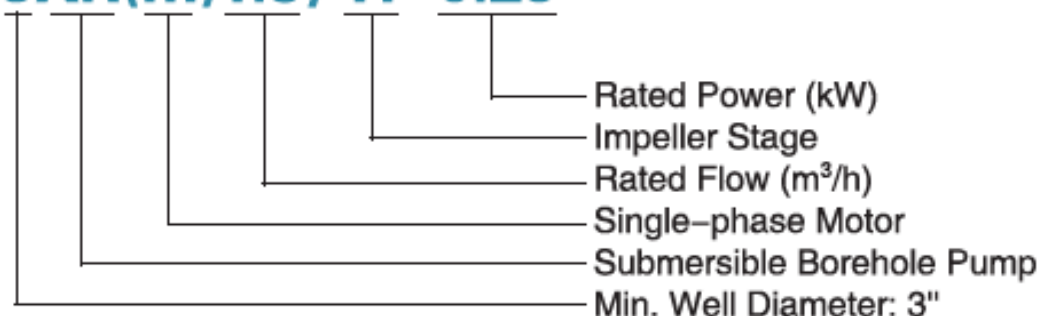 Rated Power (kW)
Impeller Stage
Rated Flow (m³/h)
Single–phase Motor
Submersible Borehole Pump
Min. Well Diameter: 3"